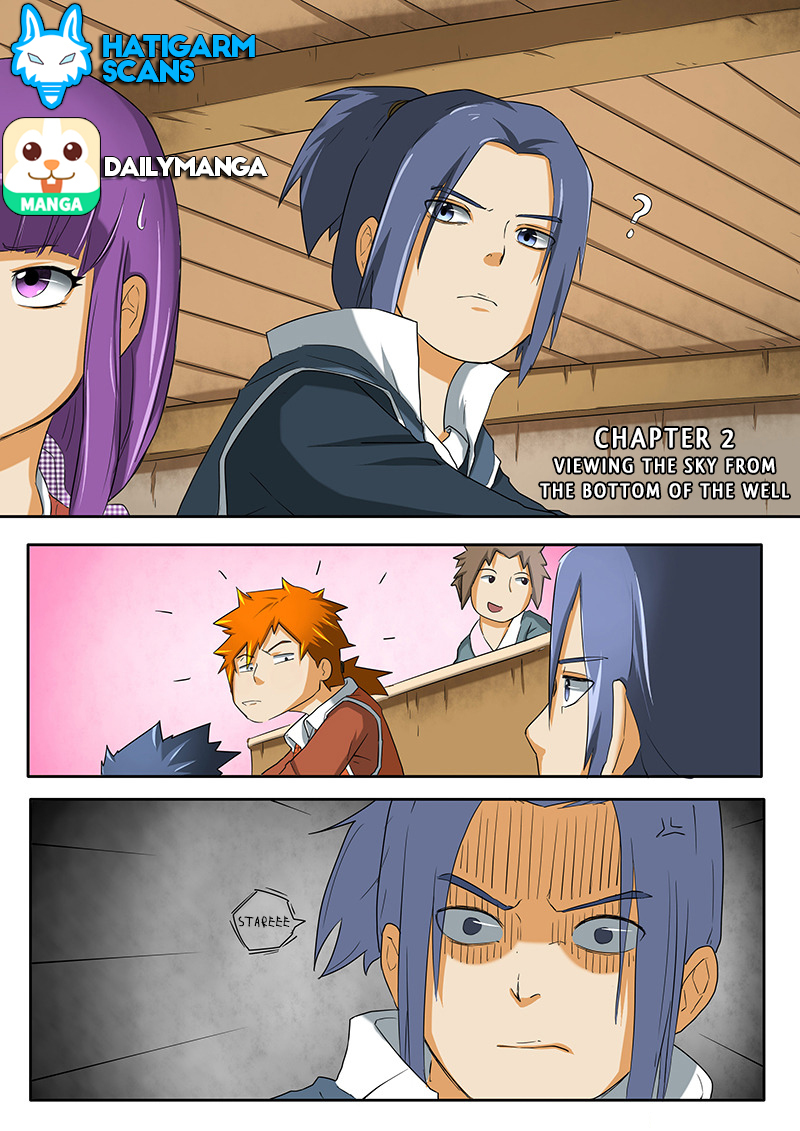 HATIGARM
SCANS
DAILYMANGA
MANGA
?
CHAPTER 2
VIEWING THE SKY FROM
THE BOTTOM OF THE WELL
STAREEE